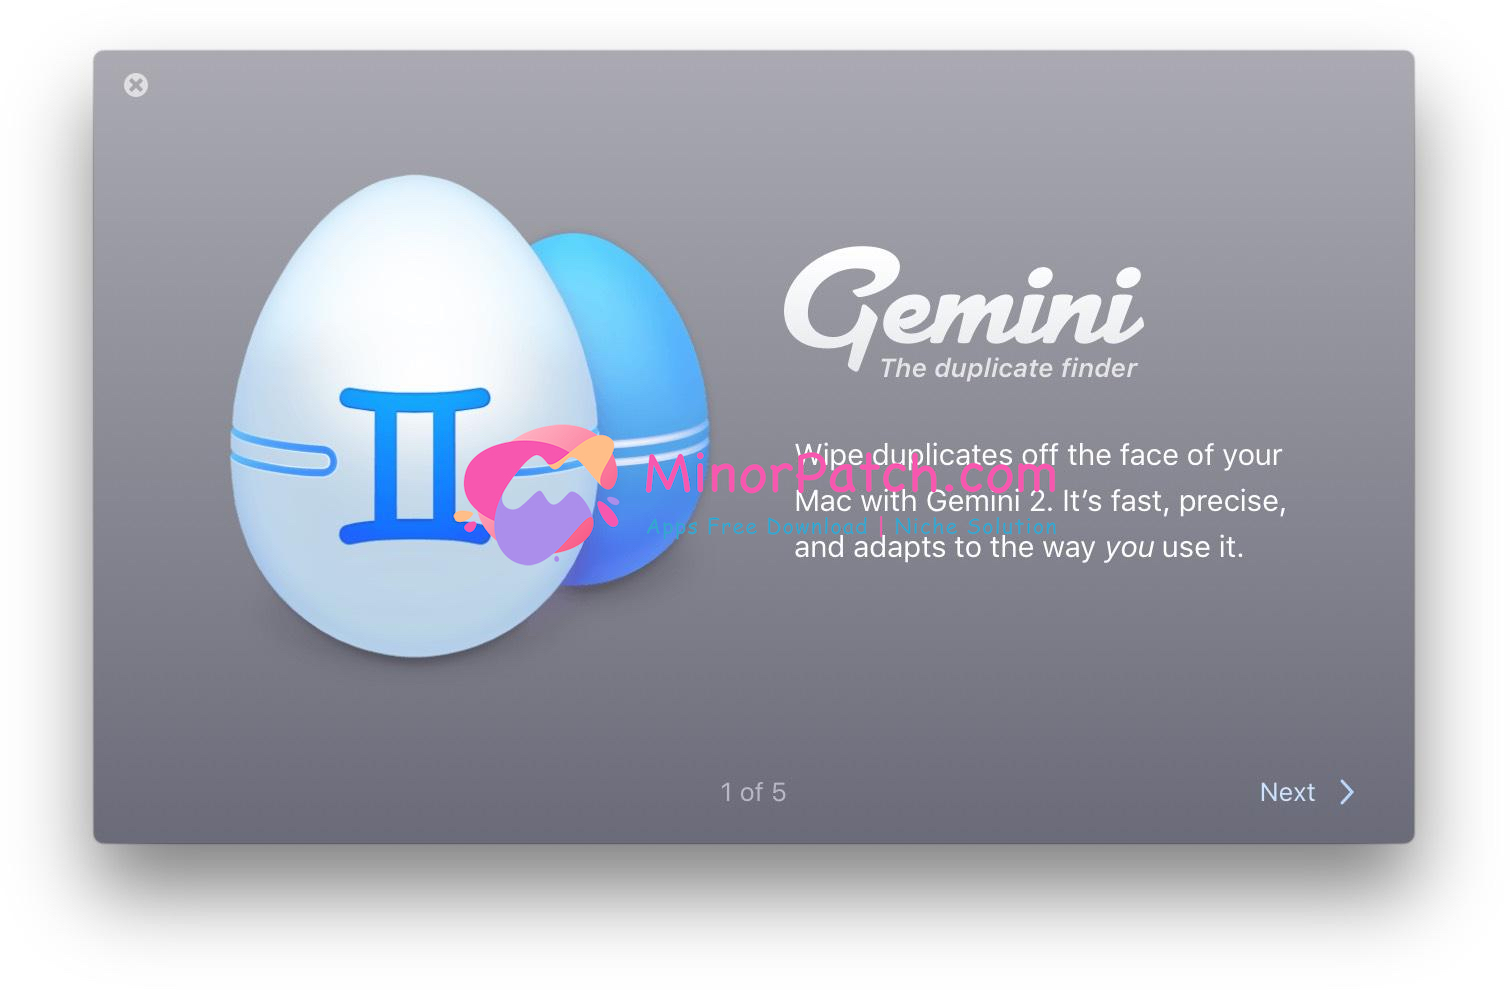 Gemini
The duplicate finder
Wipe duplicates off the face of your
MinorPatch.com
Mac with Gemini 2. It’s fast, precise,
Apps Free Download | Niche Solution
and adapts to the way you use it.
1 of 5
Next